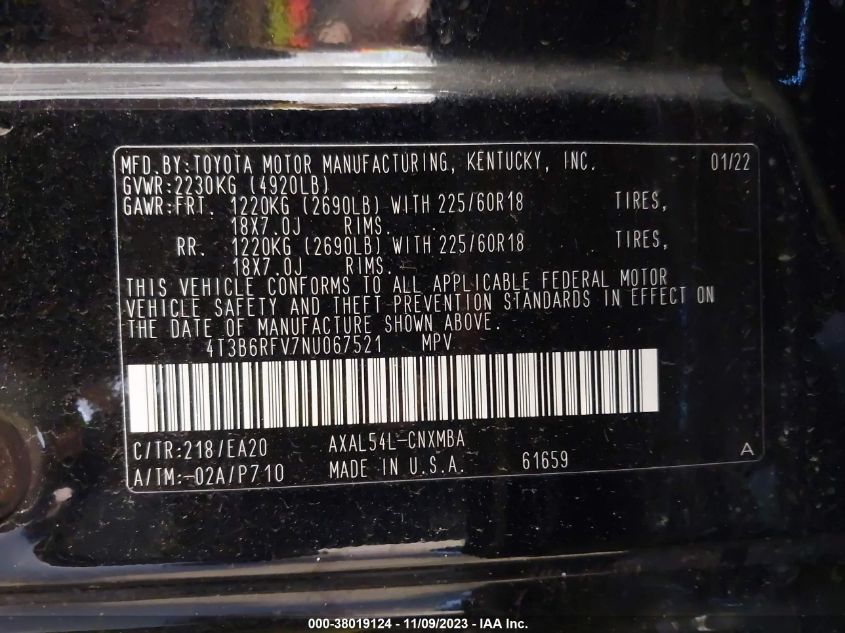 MFD.BY:TOYOTA MOTOR MANUFACTURING, KENTUCKY, INC. 01/22
GVWR:2230KG (4920LB)
GAWR:FRT. 1220KG (2690LB) WITH 225/60R18 TIRES,
18X7.0J RIMS.
RR. 1220KG (2690LB) WITH 225/60R18 TIRES,
18X7.0J RIMS.
THIS VEHICLE CONFORMS TO ALL APPLICABLE FEDERAL MOTOR
VEHICLE SAFETY AND THEFT PREVENTION STANDARDS IN EFFECT ON
THE DATE OF MANUFACTURE SHOWN ABOVE.
4T3B6RFV7NU067521 MPV
C/TR:218/EA20 AXAL54L-CNXMBA
A/TM:-02A/P710 MADE IN U.S.A. 61659 A
000-38019124 - 11/09/2023 - IAA Inc.